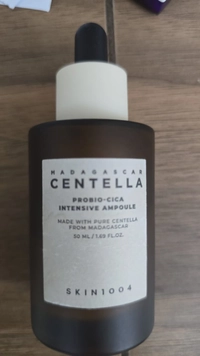 MADAGASCAR
CENTELLA
PROBIO-CICA
INTENSIVE AMPOULE
MADE WITH PURE CENTELLA
FROM MADAGASCAR
50 ML / 1.69 FL.OZ.
SKIN1004